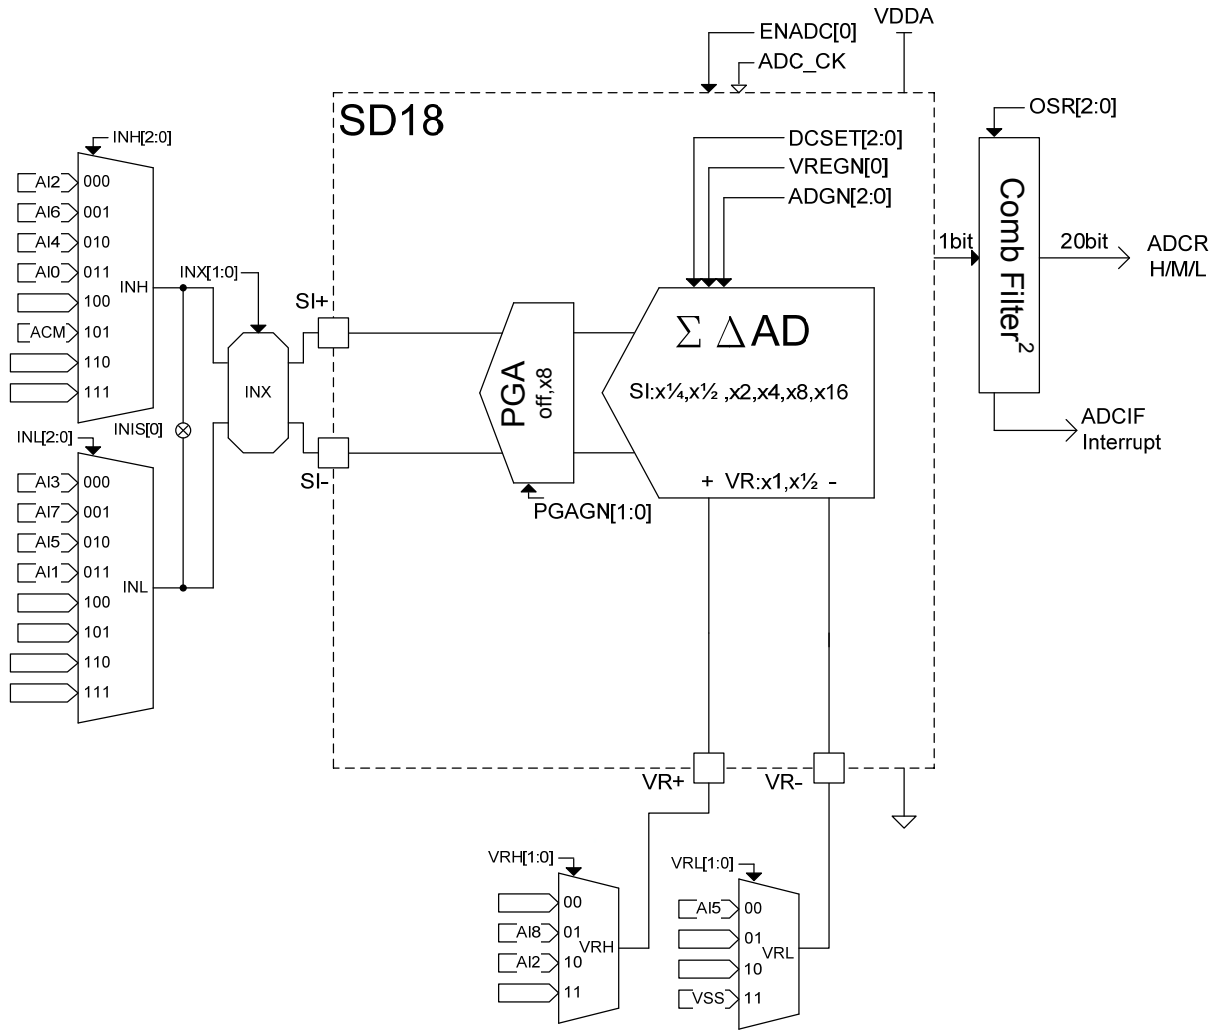 VDDA
ENADC[0]
ADC_CK
SD18
OSR[2:0]
INH[2:0]
DCSET[2:0]
VREGN[0]
ADGN[2:0]
AI2 000
AI6 001
AI4 010
AI0 011
100
ACM 101
110
111
INH
INX[1:0]
SI+
INX
INIS[0]
SI-
PGA
off,x8
PGAGN[1:0]
Σ Δ AD
SI:x¼,x½ ,x2,x4,x8,x16
+ VR:x1,x½ -
1bit
Comb Filter²
20bit
ADCR
H/M/L
ADCIF
Interrupt
INL[2:0]
AI3 000
AI7 001
AI5 010
AI1 011
100
101
110
111
INL
VR+
VR-
VRH[1:0]
00
AI8 01
AI2 10
11
VRH
VRL[1:0]
AI5 00
01
10
VSS 11
VRL